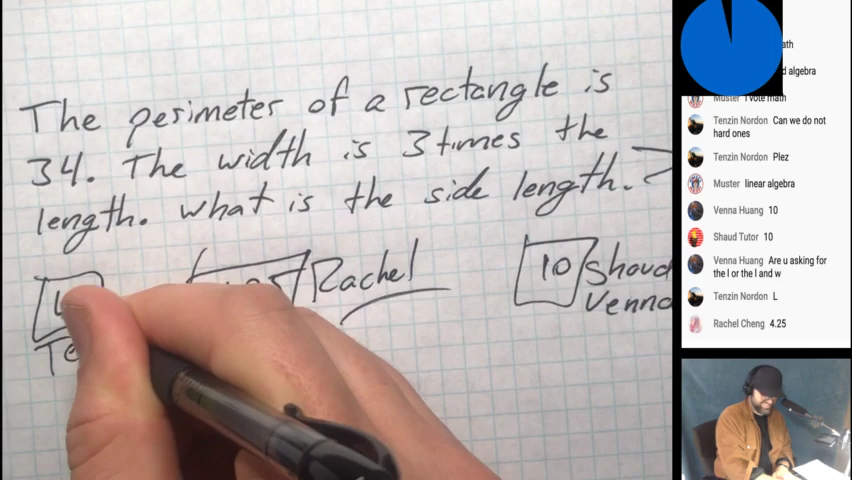 The perimeter of a rectangle is
34. The width is 3 times the
length. what is the side length.
Rachel
10 Shaud
Venna
ath
d algebra
Muster I vote math
Tenzin Nordon Can we do not
hard ones
Tenzin Nordon Plez
Muster linear algebra
Venna Huang 10
Shaud Tutor 10
Venna Huang Are u asking for
the l or the l and w
Tenzin Nordon L
Rachel Cheng 4.25